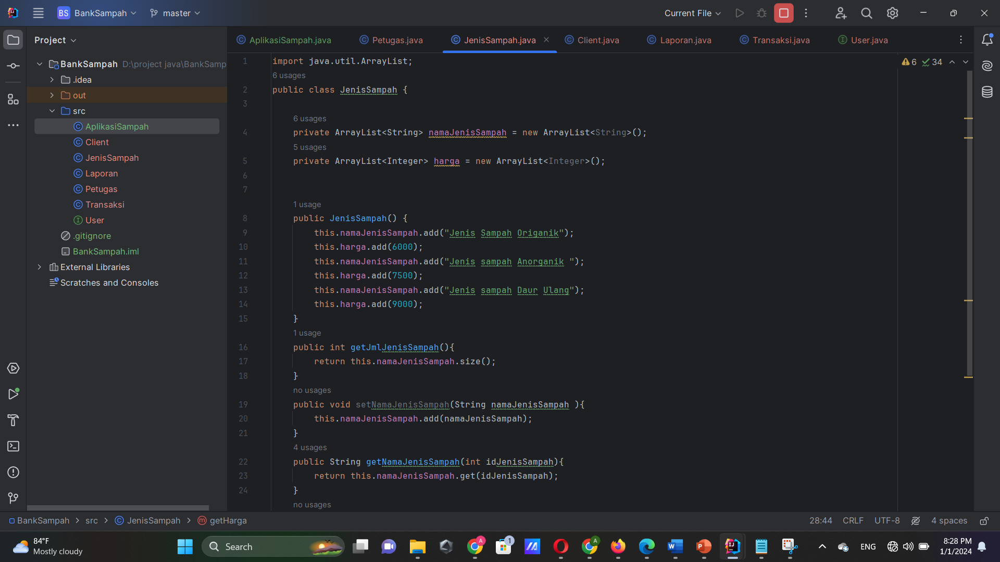 BS BankSampah master Current File
Project
AplikasiSampah.java Petugas.java JenisSampah.java Client.java Laporan.java Transaksi.java User.java
BankSampah D:\project java\BankSamp
.idea
out
src
AplikasiSampah
Client
JenisSampah
Laporan
Petugas
Transaksi
User
.gitignore
BankSampah.iml
External Libraries
Scratches and Consoles
6 34
1 import java.util.ArrayList;
6 usages
2 public class JenisSampah {
3
6 usages
4 private ArrayList<String> namaJenisSampah = new ArrayList<String>();
5 usages
5 private ArrayList<Integer> harga = new ArrayList<Integer>();
6
7
1 usage
8 public JenisSampah() {
9 this.namaJenisSampah.add("Jenis Sampah Origanik");
10 this.harga.add(6000);
11 this.namaJenisSampah.add("Jenis sampah Anorganik ");
12 this.harga.add(7500);
13 this.namaJenisSampah.add("Jenis sampah Daur Ulang");
14 this.harga.add(9000);
15 }
1 usage
16 public int getJmlJenisSampah(){
17 return this.namaJenisSampah.size();
18 }
no usages
19 public void setNamaJenisSampah(String namaJenisSampah ){
20 this.namaJenisSampah.add(namaJenisSampah);
21 }
4 usages
22 public String getNamaJenisSampah(int idJenisSampah){
23 return this.namaJenisSampah.get(idJenisSampah);
24 }
no usages
BankSampah > src > JenisSampah > getHarga 28:44 CRLF UTF-8 4 spaces
84°F
Mostly cloudy
Search
ENG
8:28 PM
1/1/2024